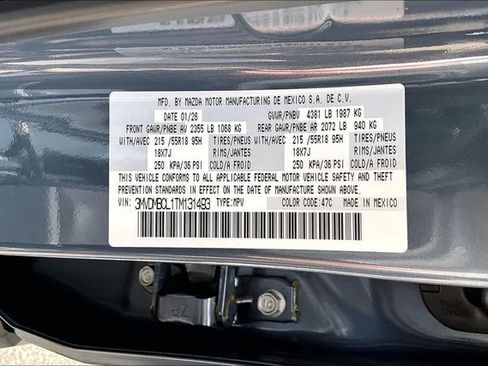 MFD. BY MAZDA MOTOR MANUFACTURING DE MEXICO S.A. DE C.V.
DATE 01/26 GVWR/PNBV 4381 LB 1987 KG
FRONT GAWR/PNBE AV 2355 LB 1068 KG REAR GAWR/PNBE AR 2072 LB 940 KG
WITH/AVEC 215 /55R18 95H TIRES/PNEUS WITH/AVEC 215 /55R18 95H TIRES/PNEUS
18X7J RIMS/JANTES 18X7J RIMS/JANTES
250 KPA/36 PSI COLD/A FROID 250 KPA/36 PSI COLD/A FROID
THIS VEHICLE CONFORMS TO ALL APPLICABLE FEDERAL MOTOR VEHICLE SAFETY AND THEFT
PREVENTION STANDARDS IN EFFECT ON THE DATE OF MANUFACTURE SHOWN ABOVE.
VIN: 3MVDMBCL1TM131493 TYPE:MPV COLOR CODE: 47C MADE IN MEXICO